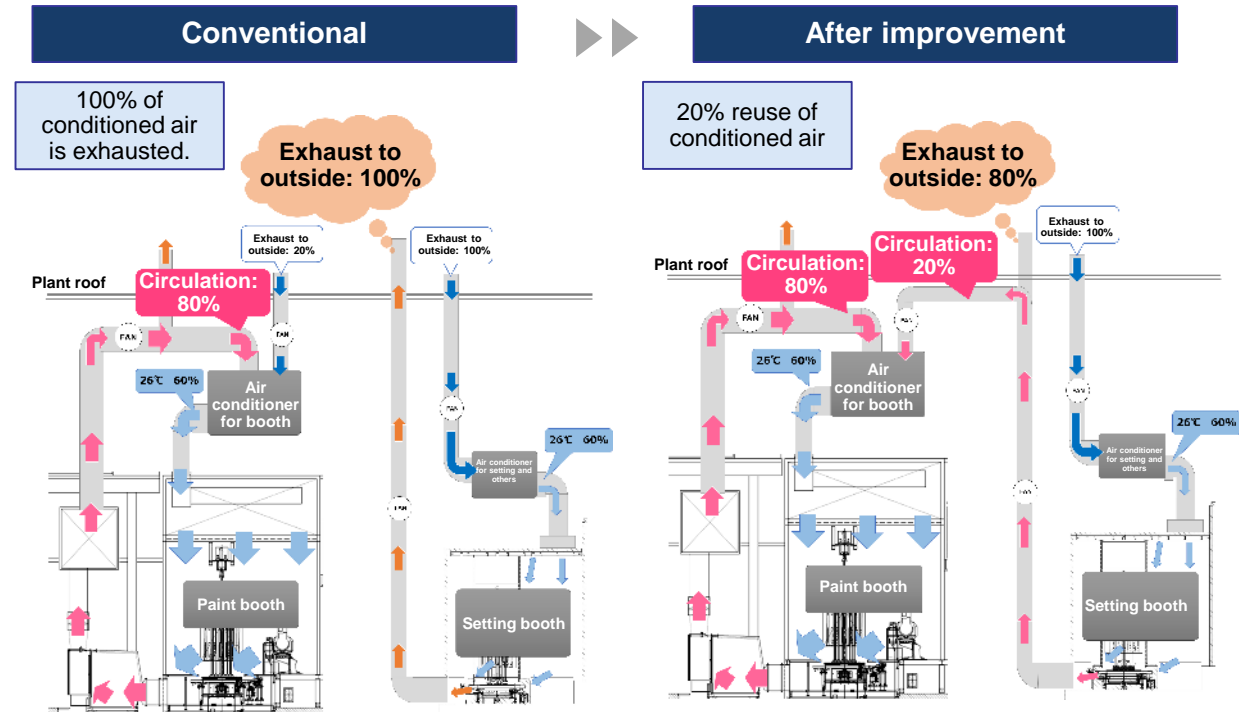 Conventional
After improvement
100% of
conditioned air
is exhausted.
Exhaust to
outside: 100%
Exhaust to
outside: 20%
Exhaust to
outside: 100%
Plant roof
Circulation:
80%
FAN
FAN
26℃ 60%
Air
conditioner
for booth
FAN
26℃ 60%
Air conditioner
for setting and
others
FAN
Paint booth
Setting booth
20% reuse of
conditioned air
Exhaust to
outside: 80%
Exhaust to
outside: 100%
Plant roof
Circulation:
80%
Circulation:
20%
FAN
FAN
26℃ 60%
Air
conditioner
for booth
FAN
26℃ 60%
Air conditioner
for setting and
others
Paint booth
Setting booth